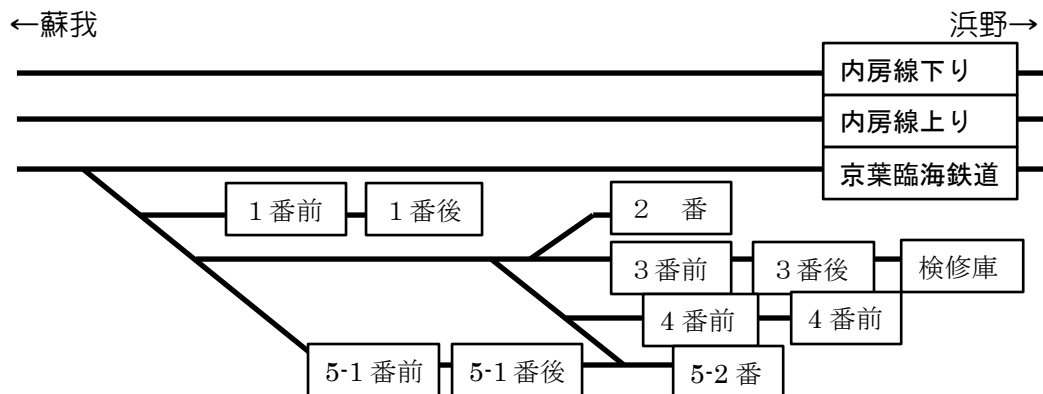 ←蘇我 浜野→
内房線下り
内房線上り
京葉臨海鉄道
1番前 1番後 2 番
3番前 3番後 検修庫
4番前 4番前
5-1番前 5-1番後 5-2番